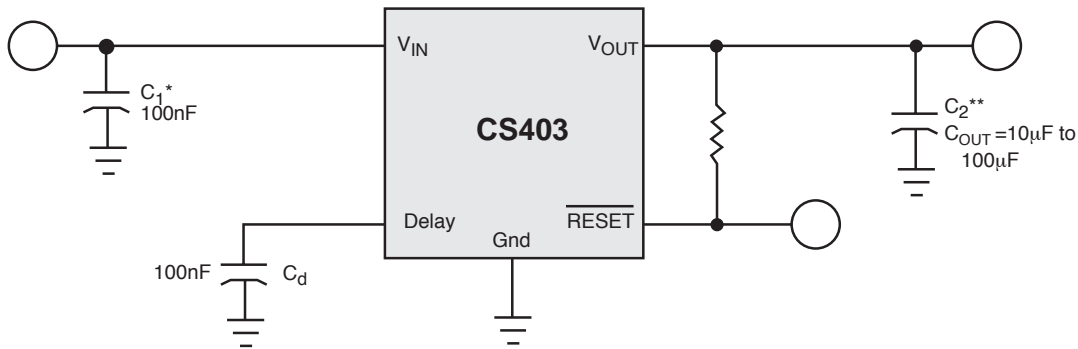 V_IN
V_OUT
C_1*
100nF
CS403
C_2**
C_OUT =10µF to
100µF
Delay
RESET
Gnd
100nF
C_d